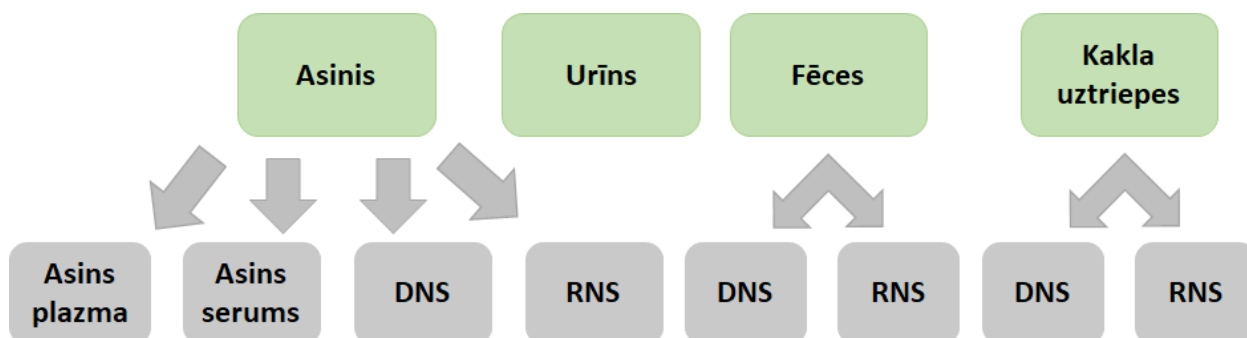 Asinis
Urīns
Fēces
Kakla
uztriepes
Asins
plazma
Asins
serums
DNS
RNS
DNS
RNS
DNS
RNS